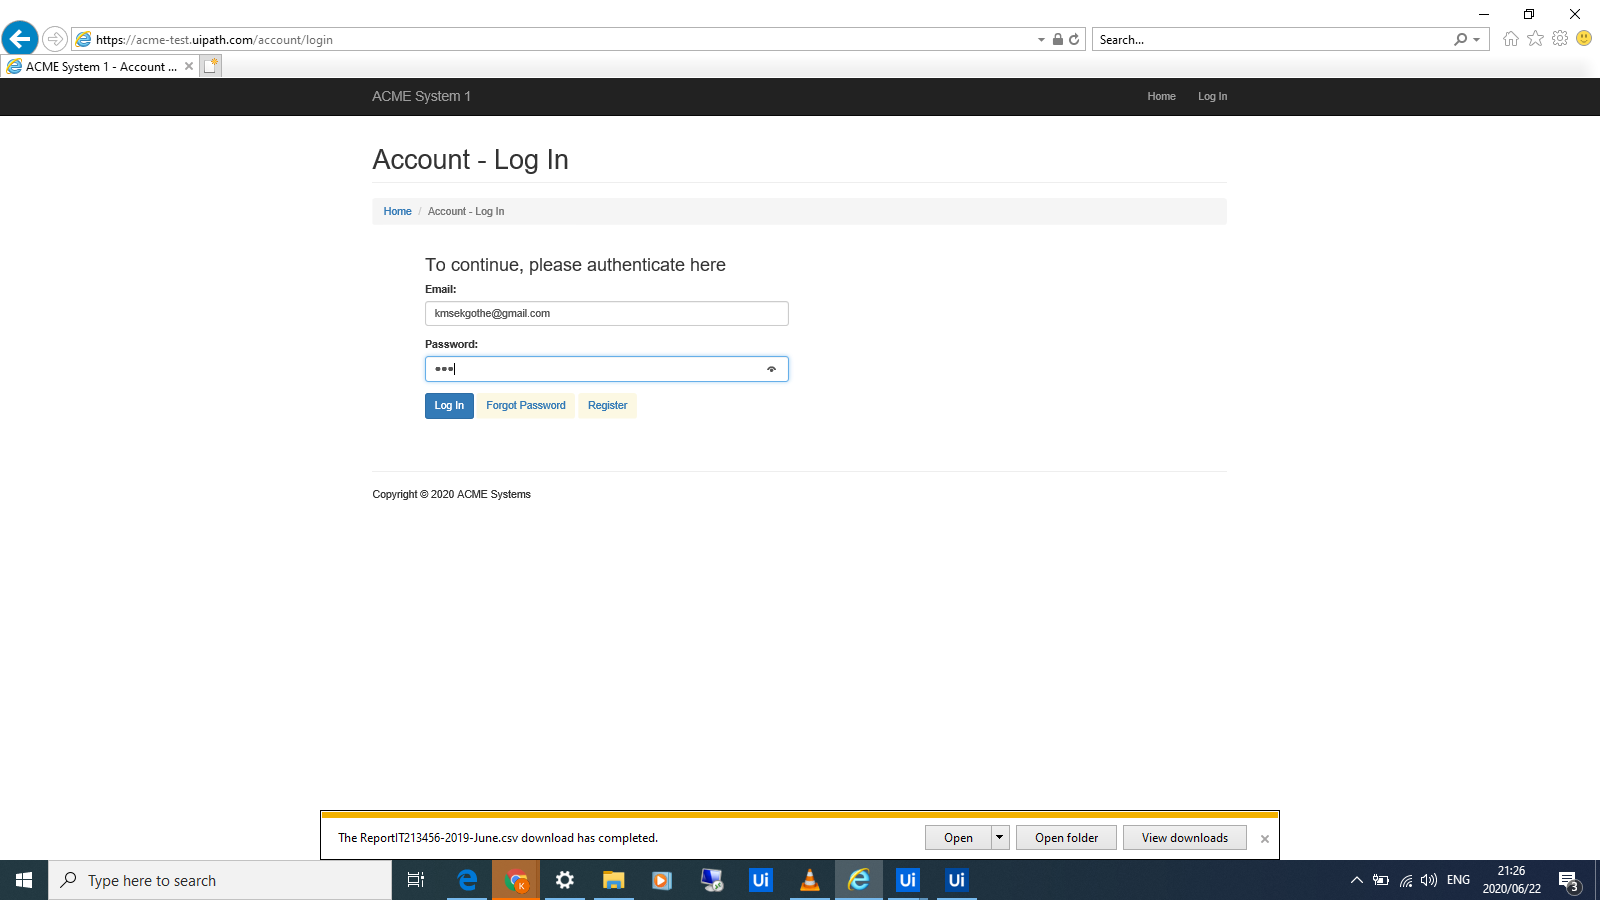 https://acme-test.uipath.com/account/login
Search...
ACME System 1 - Account ...
ACME System 1
Home
Log In
Account - Log In
Home / Account - Log In
To continue, please authenticate here
Email:
kmsekgothe@gmail.com
Password:
Log In
Forgot Password
Register
Copyright © 2020 ACME Systems
The ReportIT213456-2019-June.csv download has completed.
Open
Open folder
View downloads
Type here to search
K
Ui
Ui
Ui
ENG
21:26
2020/06/22
3